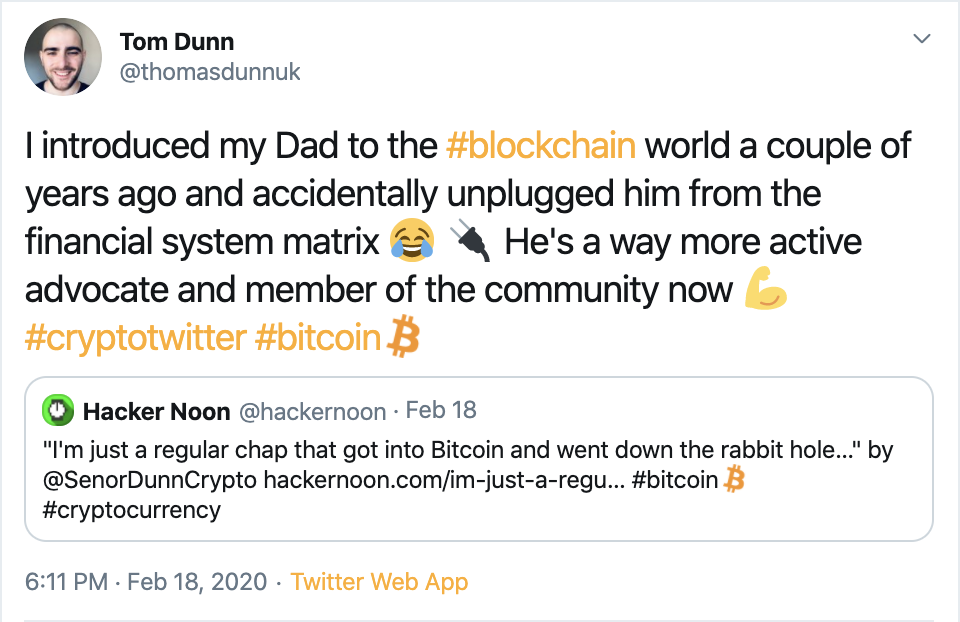 Tom Dunn
@thomasdunnuk
I introduced my Dad to the #blockchain world a couple of
years ago and accidentally unplugged him from the
financial system matrix 😂 🔌 He's a way more active
advocate and member of the community now 💪
#cryptotwitter #bitcoin
Hacker Noon @hackernoon · Feb 18
"I'm just a regular chap that got into Bitcoin and went down the rabbit hole..." by
@SenorDunnCrypto hackernoon.com/im-just-a-regu... #bitcoin
#cryptocurrency
6:11 PM · Feb 18, 2020 · Twitter Web App